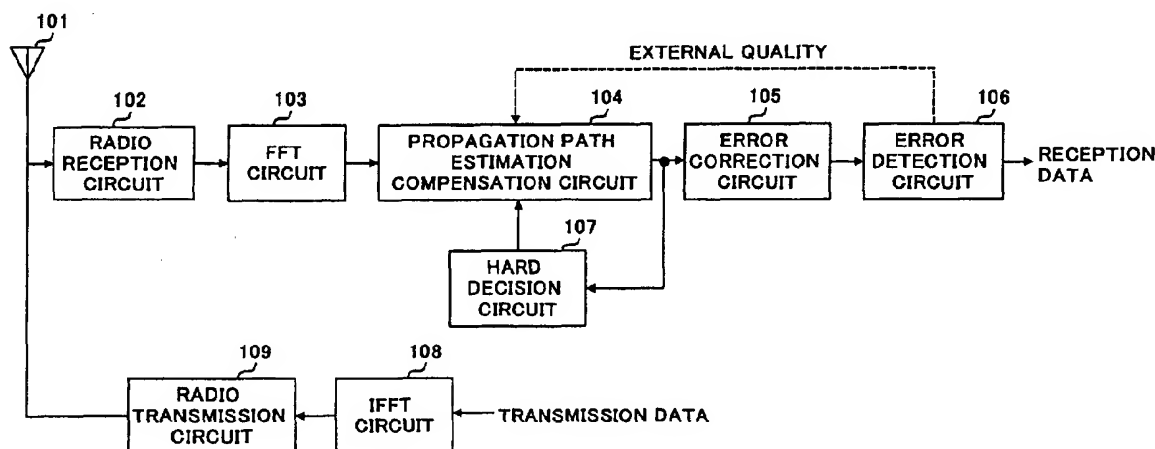 101
EXTERNAL QUALITY
102
103
104
105
106
RADIO
RECEPTION
CIRCUIT
FFT
CIRCUIT
PROPAGATION PATH
ESTIMATION
COMPENSATION CIRCUIT
ERROR
CORRECTION
CIRCUIT
ERROR
DETECTION
CIRCUIT
RECEPTION
DATA
107
HARD
DECISION
CIRCUIT
109
108
RADIO
TRANSMISSION
CIRCUIT
IFFT
CIRCUIT
TRANSMISSION DATA